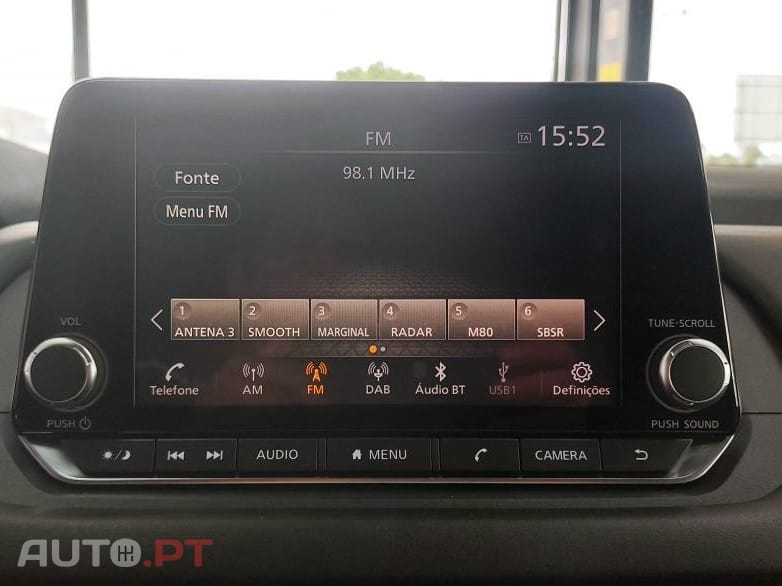 FM
TA 15:52
98.1 MHz
Fonte
Menu FM
1 ANTENA 3
2 SMOOTH
3 MARGINAL
4 RADAR
5 M80
6 SBSR
VOL
TUNE·SCROLL
Telefone
AM
FM
DAB
Áudio BT
USB1
Definições
PUSH
PUSH SOUND
AUDIO
MENU
CAMERA
AUTO.PT